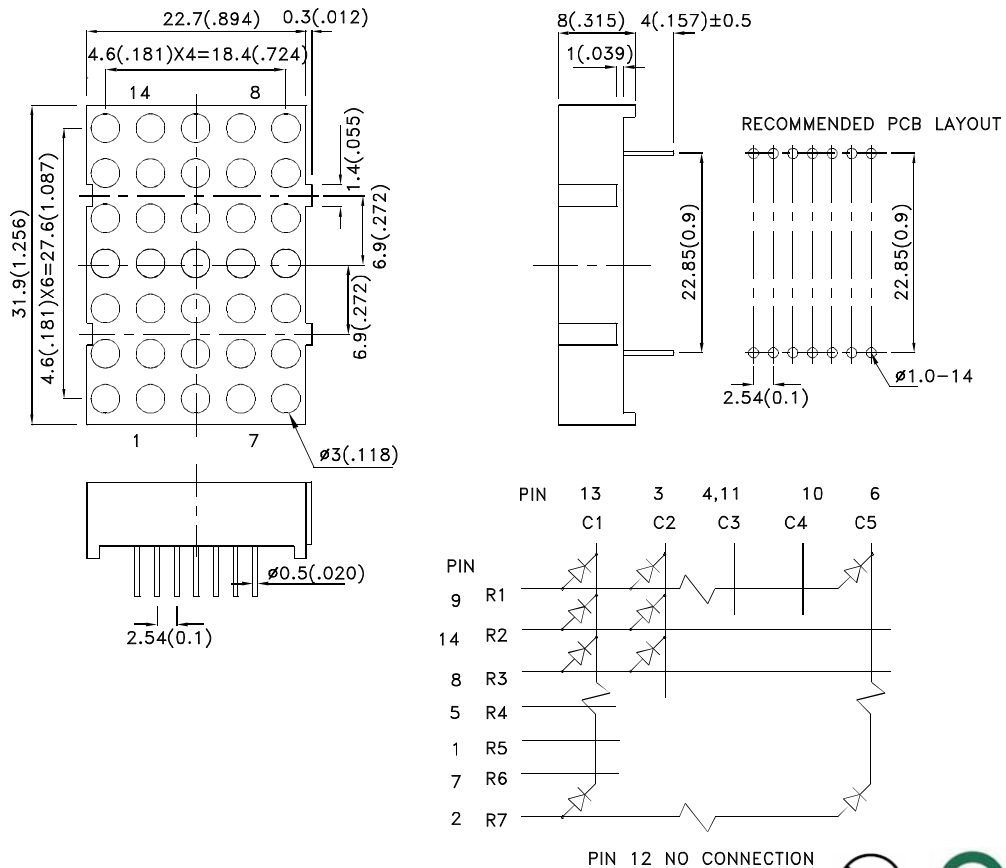 22.7(.894)
0.3(.012)
4.6(.181)X4=18.4(.724)
14
8
31.9(1.256)
4.6(.181)X6=27.6(1.087)
1.4(.055)
6.9(.272)
6.9(.272)
1
7
ø3(.118)
8(.315)
4(.157)±0.5
1(.039)
22.85(0.9)
RECOMMENDED PCB LAYOUT
22.85(0.9)
ø1.0-14
2.54(0.1)
ø0.5(.020)
2.54(0.1)
PIN 13 3 4,11 10 6
C1 C2 C3 C4 C5
PIN
9 R1
14 R2
8 R3
5 R4
1 R5
7 R6
2 R7
PIN 12 NO CONNECTION